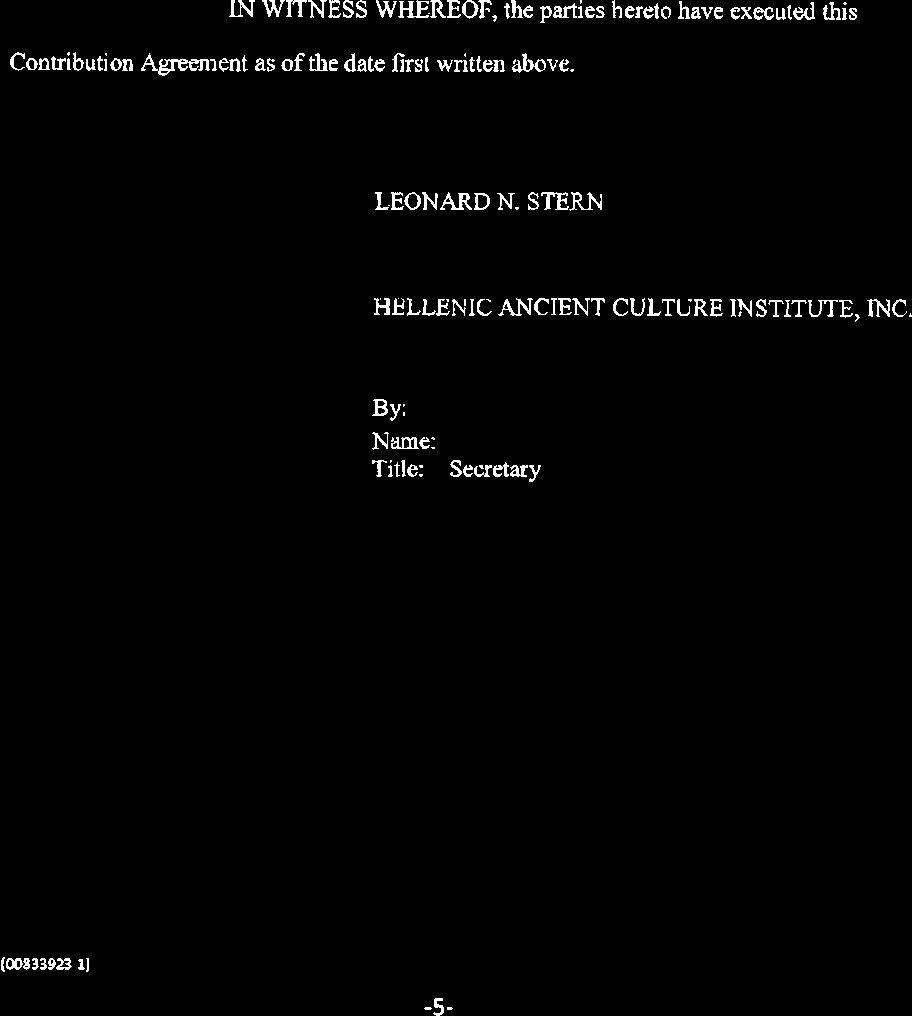 IN WITNESS WHEREOF, the parties hereto have executed this
Contribution Agreement as of the date first written above.
LEONARD N. STERN
HELLENIC ANCIENT CULTURE INSTITUTE, INC.
By:
Name:
Title: Secretary
{00833923 1}
-5-